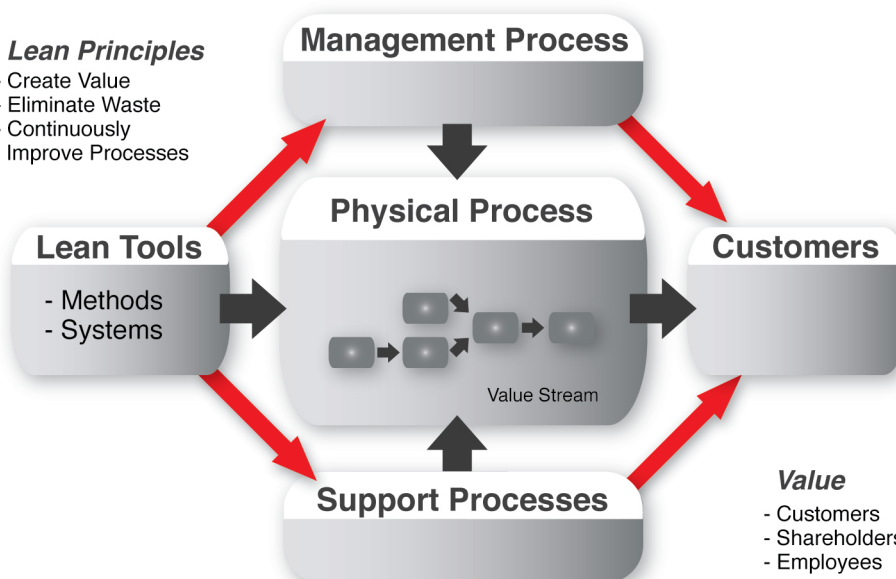 Lean Principles
- Create Value
- Eliminate Waste
- Continuously
Improve Processes
Management Process
Physical Process
Value Stream
Lean Tools
- Methods
- Systems
Customers
Support Processes
Value
- Customers
- Shareholders
- Employees